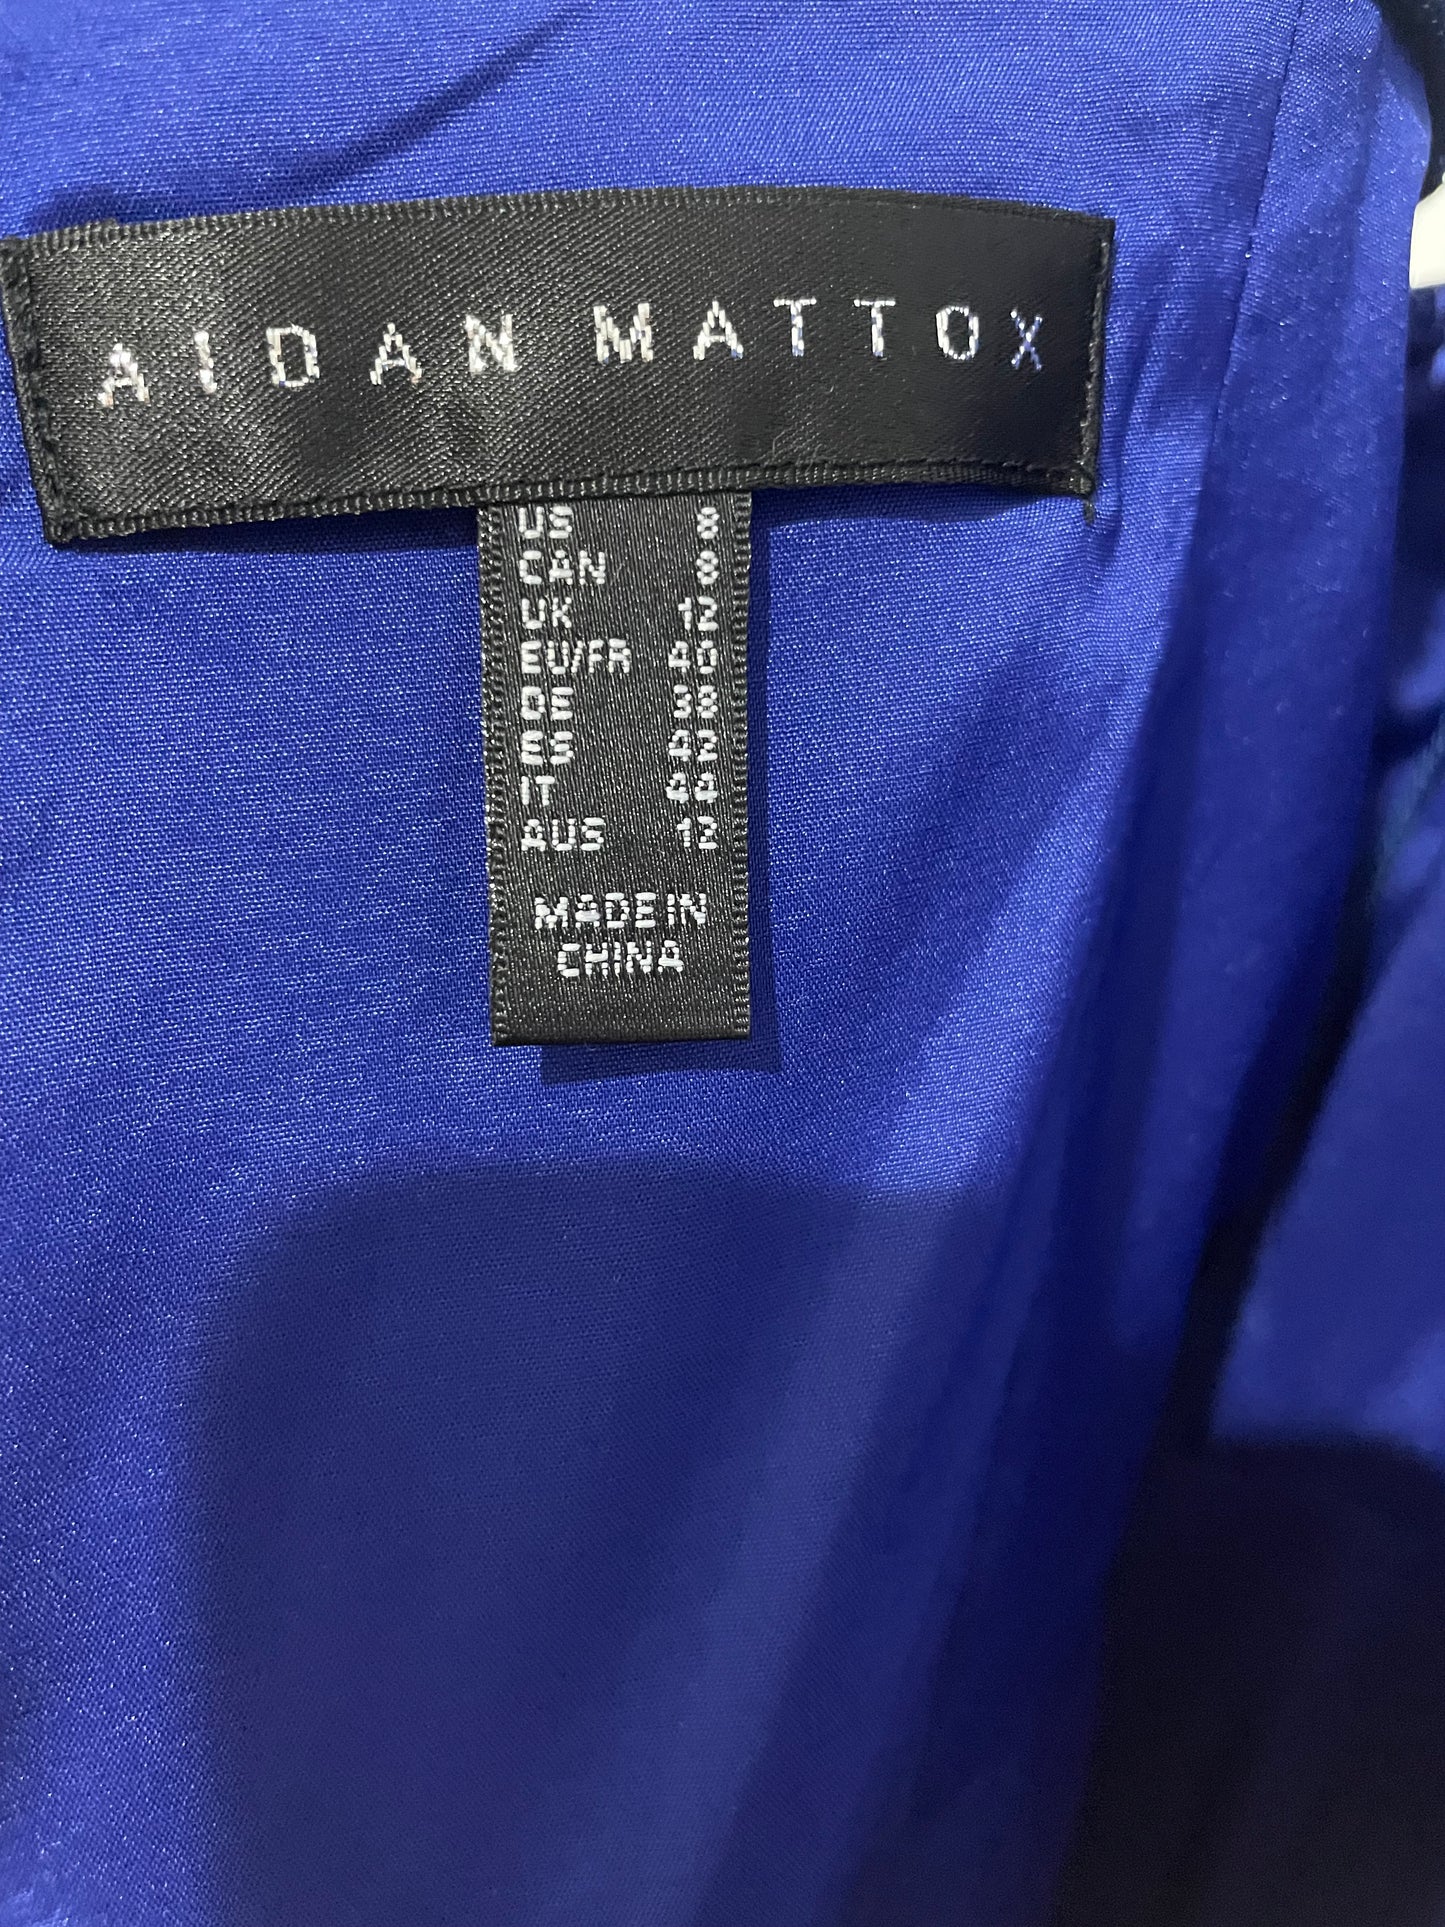 AIDAN MATTOX
US 8
CAN 8
UK 12
EU/FR 40
DE 38
ES 42
IT 44
AUS 12
MADE IN
CHINA